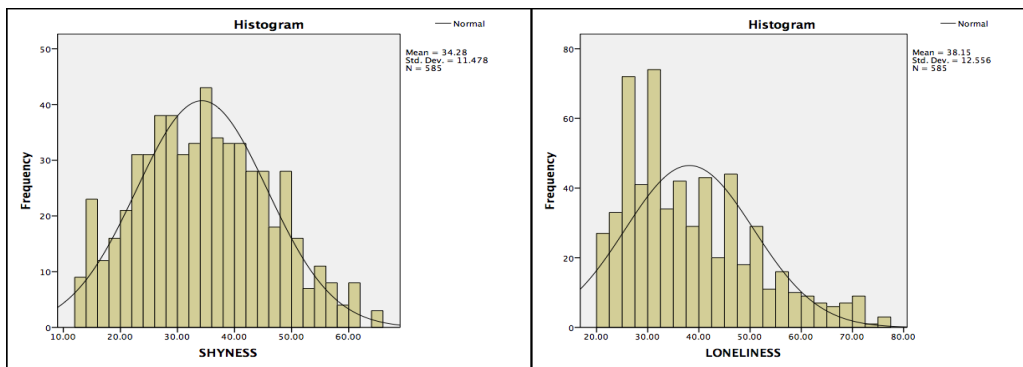 Histogram
Normal
Mean = 34.28
Std. Dev. = 11.478
N = 585
50
40
30
20
10
0
Frequency
10.00 20.00 30.00 40.00 50.00 60.00
SHYNESS
Histogram
Normal
Mean = 38.15
Std. Dev. = 12.556
N = 585
80
60
40
20
0
Frequency
20.00 30.00 40.00 50.00 60.00 70.00 80.00
LONELINESS